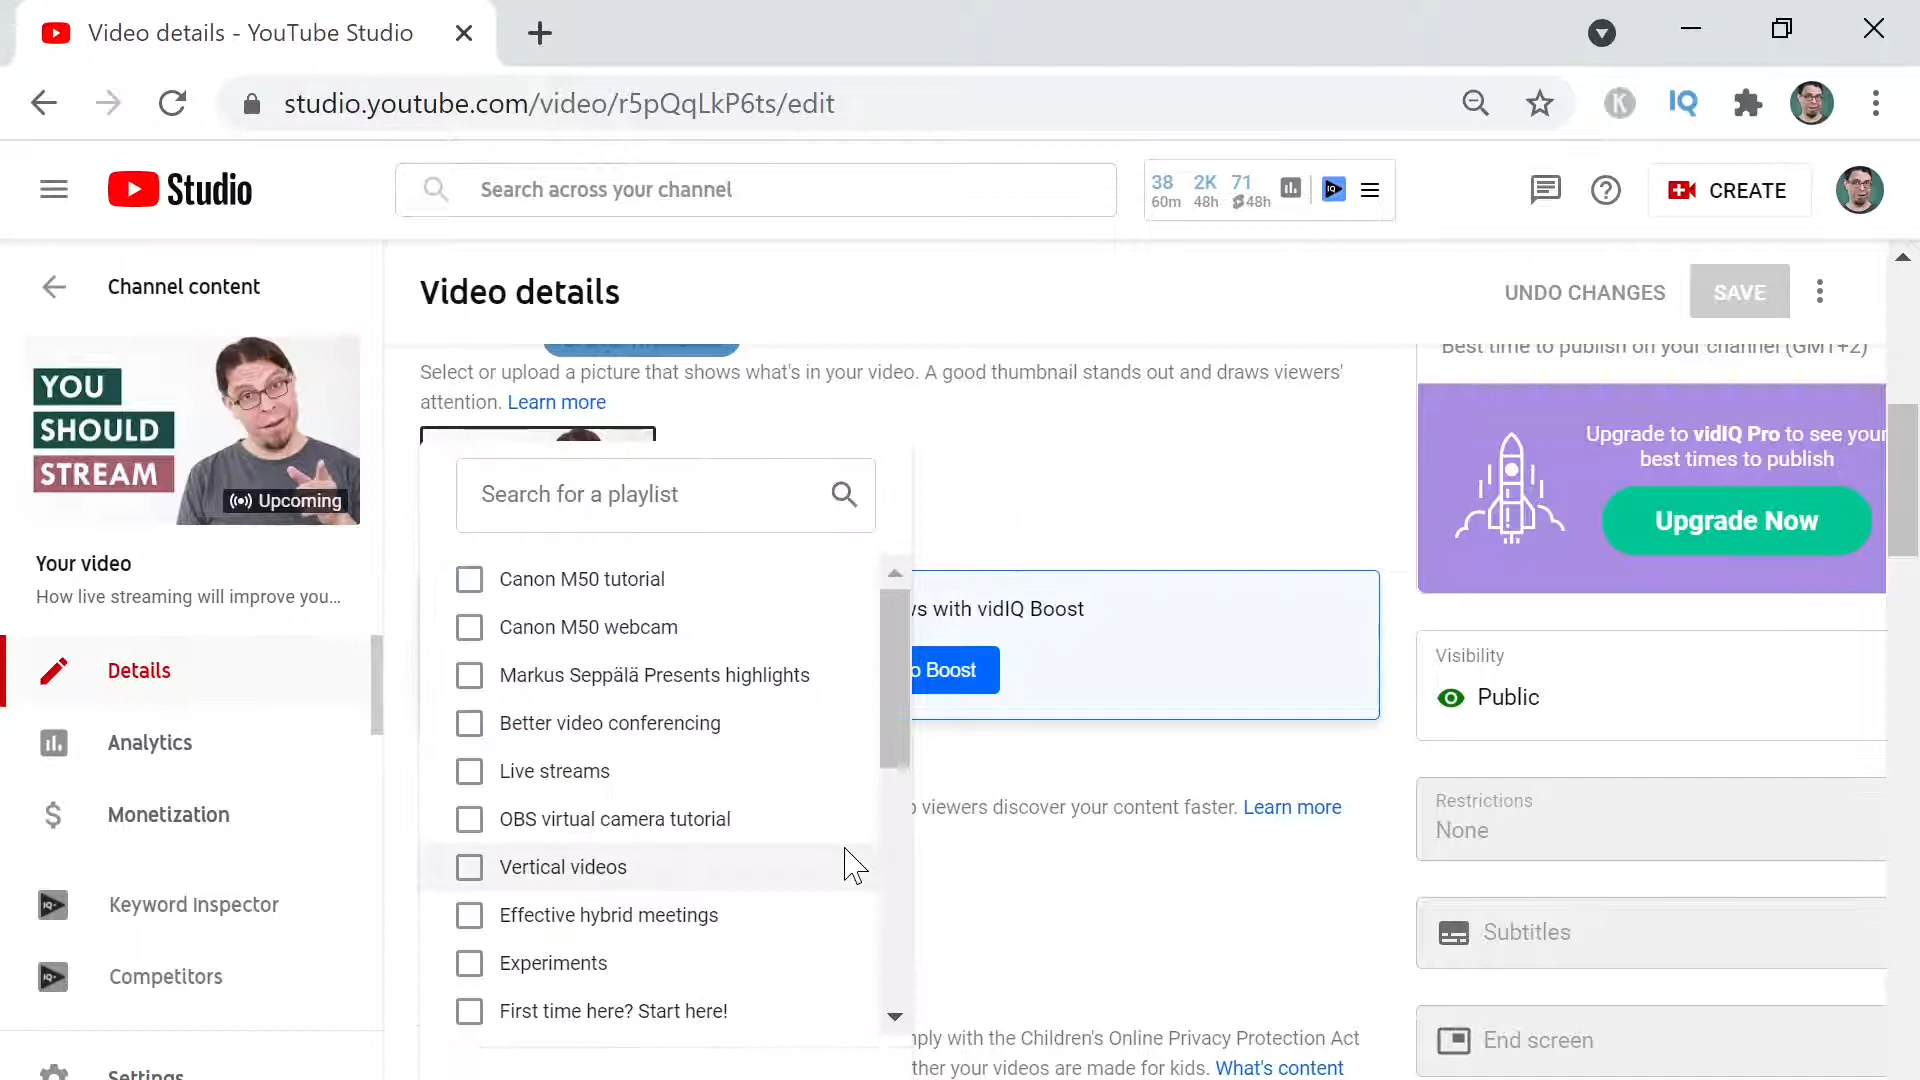 Video details - YouTube Studio
studio.youtube.com/video/r5pQqLkP6ts/edit
K
IQ
Studio
Search across your channel
38 2K 71
60m 48h 48h
IQ
?
CREATE
Channel content
Video details
UNDO CHANGES
SAVE
YOU
SHOULD
STREAM
Upcoming
Best time to publish on your channel (GMT+2)
Select or upload a picture that shows what's in your video. A good thumbnail stands out and draws viewers'
attention. Learn more
Upgrade to vidIQ Pro to see your
best times to publish
Upgrade Now
Search for a playlist
Your video
How live streaming will improve you...
Canon M50 tutorial
Canon M50 webcam
Markus Seppälä Presents highlights
Better video conferencing
Live streams
OBS virtual camera tutorial
Vertical videos
Effective hybrid meetings
Experiments
First time here? Start here!
with vidIQ Boost
Boost
viewers discover your content faster. Learn more
with the Children's Online Privacy Protection Act
your videos are made for kids. What's content
Visibility
Public
Restrictions
None
Subtitles
End screen
Details
Analytics
Monetization
Keyword Inspector
Competitors
Settings